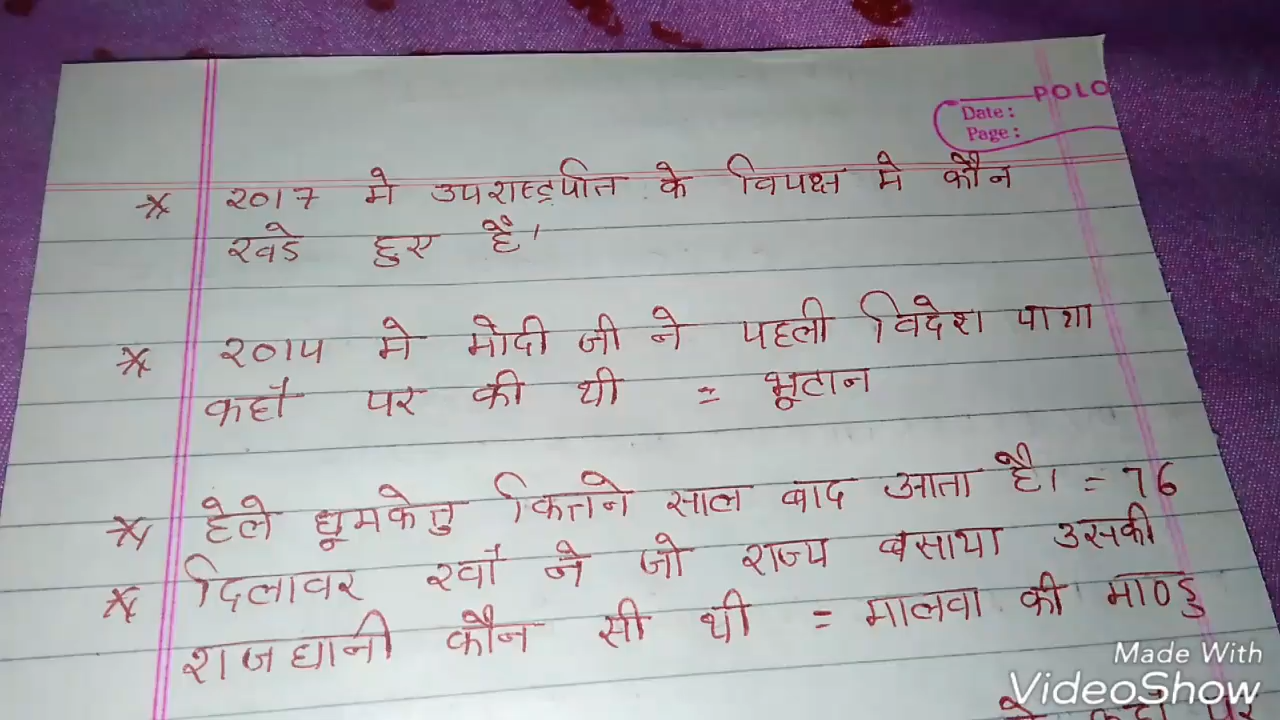 POLO
Date :
Page :
* 2017 मे उपराष्ट्रपति के विपक्ष मे कौन
खडे हुए है।
* 2014 मे मोदी जी ने पहली विदेश यात्रा
कहाँ पर की थी = भूटान
* हेले धूमकेतु कितने साल बाद आता है। = 76
* दिलावर खाँ ने जो राज्य बसाया उसकी
राजधानी कौन सी थी = मालवा की माण्डु
पर
Made With
VideoShow